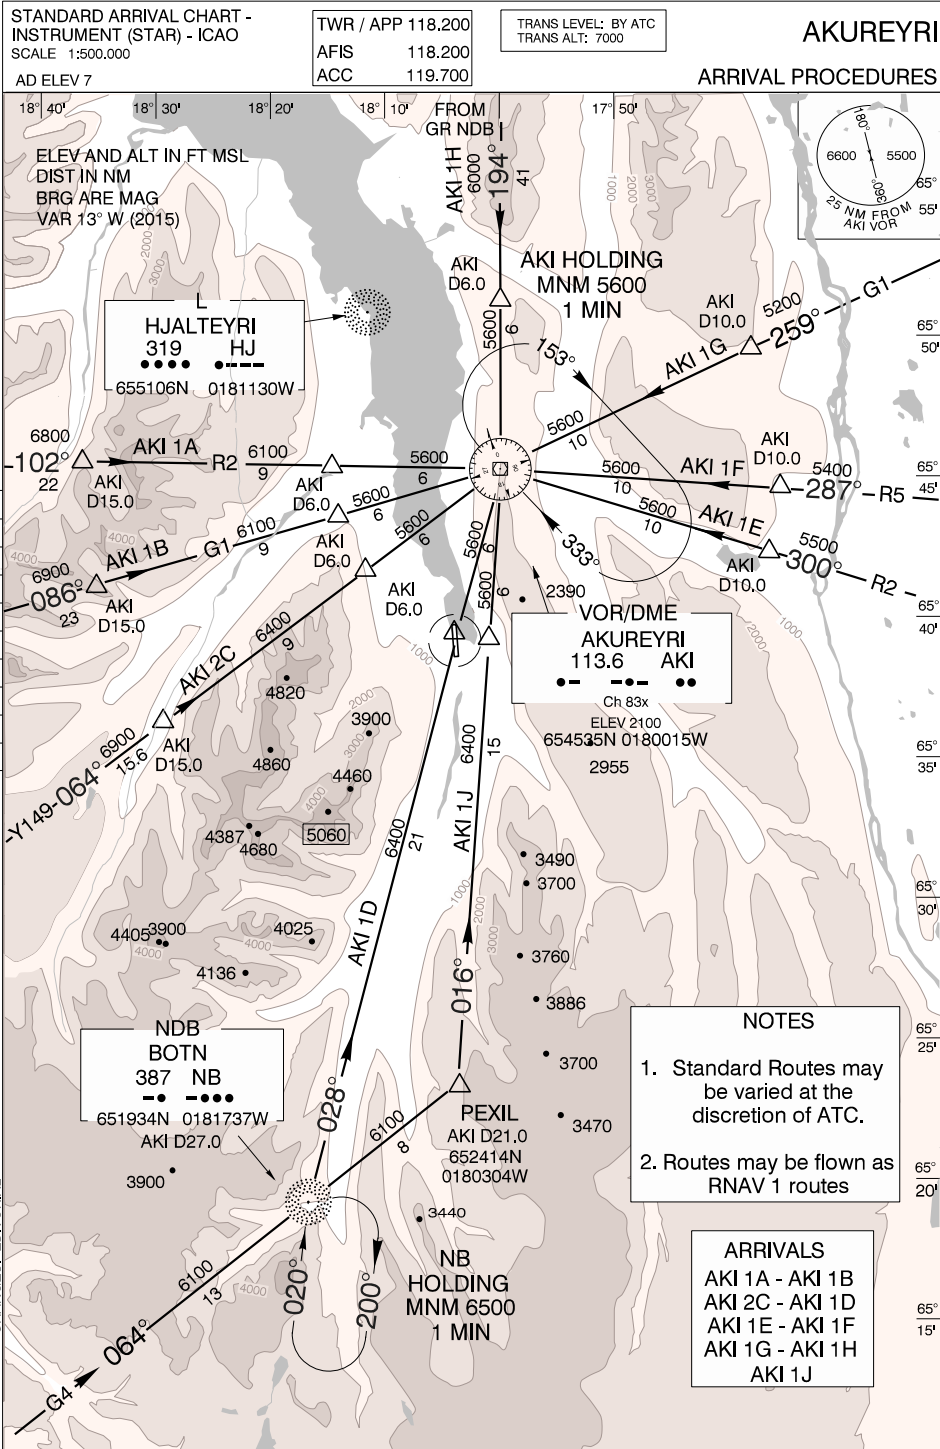 STANDARD ARRIVAL CHART -
INSTRUMENT (STAR) - ICAO
SCALE 1:500.000
AD ELEV 7
TWR / APP 118.200
AFIS 118.200
ACC 119.700
TRANS LEVEL: BY ATC
TRANS ALT: 7000
AKUREYRI
ARRIVAL PROCEDURES
18° 40'
18° 30'
18° 20'
18° 10'
17° 50'
FROM
GR NDB
ELEV AND ALT IN FT MSL
DIST IN NM
BRG ARE MAG
VAR 13° W (2015)
AKI 1H
6000
194°
41
180°
6600 5500
360°
25 NM FROM
AKI VOR
65°
55'
AKI
D6.0
AKI HOLDING
MNM 5600
1 MIN
5600
6
AKI
D10.0
5200
G1
259°
AKI 1G
5600
10
153°
65°
50'
L
HJALTEYRI
319 HJ
655106N 0181130W
6800
102°
22
AKI 1A
R2
6100
9
5600
6
AKI
D15.0
AKI
D6.0
AKI
D10.0
AKI 1F
5600
10
5400
287°
R5
65°
45'
AKI 1E
5600
10
5500
300°
R2
AKI
D10.0
6900
086°
23
AKI 1B
G1
6100
9
5600
6
AKI
D15.0
AKI
D6.0
5600
6
AKI
D6.0
5600
6
5600
6
333°
2390
65°
40'
VOR/DME
AKUREYRI
113.6 AKI
Ch 83x
ELEV 2100
654535N 0180015W
2955
AKI 2C
6400
9
4820
3900
6900
15.6
Y149
064°
AKI
D15.0
4860
4460
4387
4680
5060
65°
35'
6400
15
AKI 1J
6400
21
AKI 1D
3490
3700
65°
30'
4405
3900
4025
4136
3760
3886
016°
3700
3470
NDB
BOTN
387 NB
651934N 0181737W
AKI D27.0
028°
6100
8
PEXIL
AKI D21.0
652414N
0180304W
65°
25'
NOTES
1. Standard Routes may
be varied at the
discretion of ATC.
2. Routes may be flown as
RNAV 1 routes
65°
20'
3900
3440
NB
HOLDING
MNM 6500
1 MIN
020°
200°
6100
13
064°
G4
ARRIVALS
AKI 1A - AKI 1B
AKI 2C - AKI 1D
AKI 1E - AKI 1F
AKI 1G - AKI 1H
AKI 1J
65°
15'